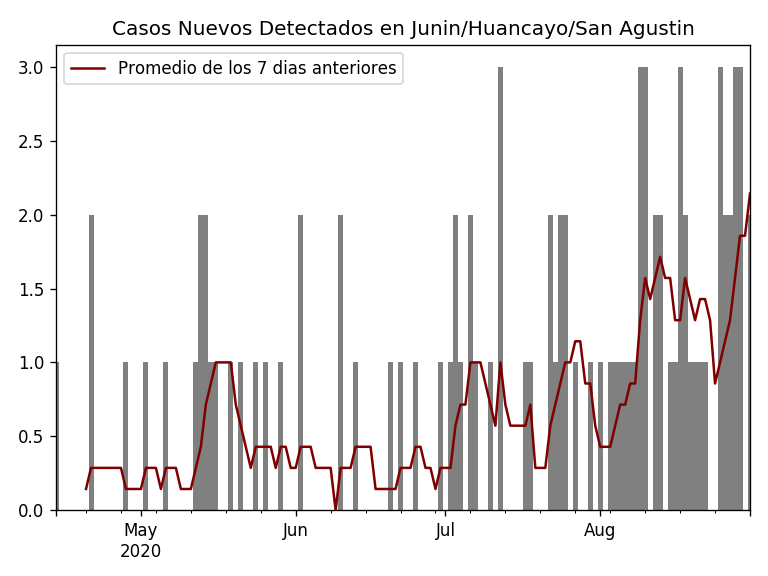 Casos Nuevos Detectados en Junin/Huancayo/San Agustin
Promedio de los 7 dias anteriores
3.0
2.5
2.0
1.5
1.0
0.5
0.0
May
2020
Jun
Jul
Aug